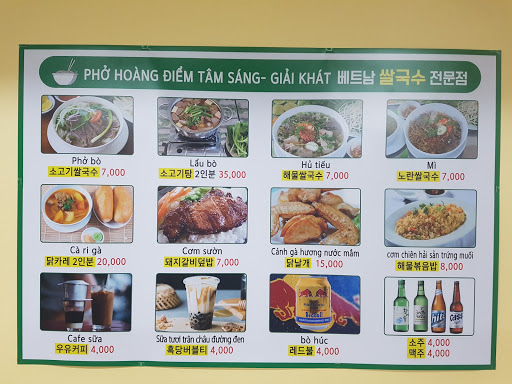 PHỞ HOÀNG ĐIỂM TÂM SÁNG- GIẢI KHÁT 베트남 쌀국수 전문점
Phở bò
소고기쌀국수 7,000
Lẩu bò
소고기탕 2인분 35,000
Hủ tiếu
해물쌀국수 7,000
Mì
노란쌀국수 7,000
Cà ri gà
닭카레 2인분 20,000
Cơm sườn
돼지갈비덮밥 7,000
Cánh gà hương nước mắm
닭날개 15,000
cơm chiên hải sản trứng muối
해물볶음밥 8,000
Cafe sữa
우유커피 4,000
Sữa tươi trân châu đường đen
흑당버블티 4,000
bò húc
레드불 4,000
소주 4,000
맥주 4,000